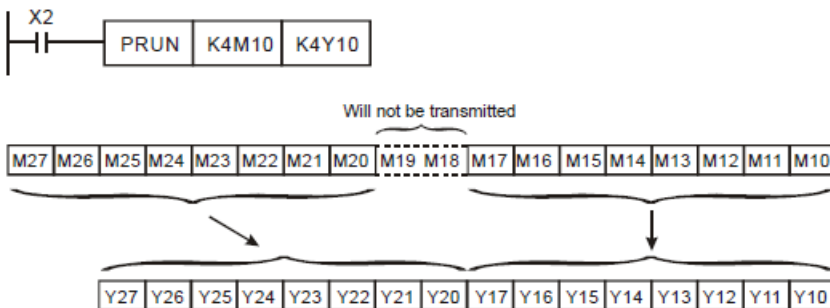 X2
PRUN K4M10 K4Y10
Will not be transmitted
M27 M26 M25 M24 M23 M22 M21 M20 M19 M18 M17 M16 M15 M14 M13 M12 M11 M10
Y27 Y26 Y25 Y24 Y23 Y22 Y21 Y20 Y17 Y16 Y15 Y14 Y13 Y12 Y11 Y10